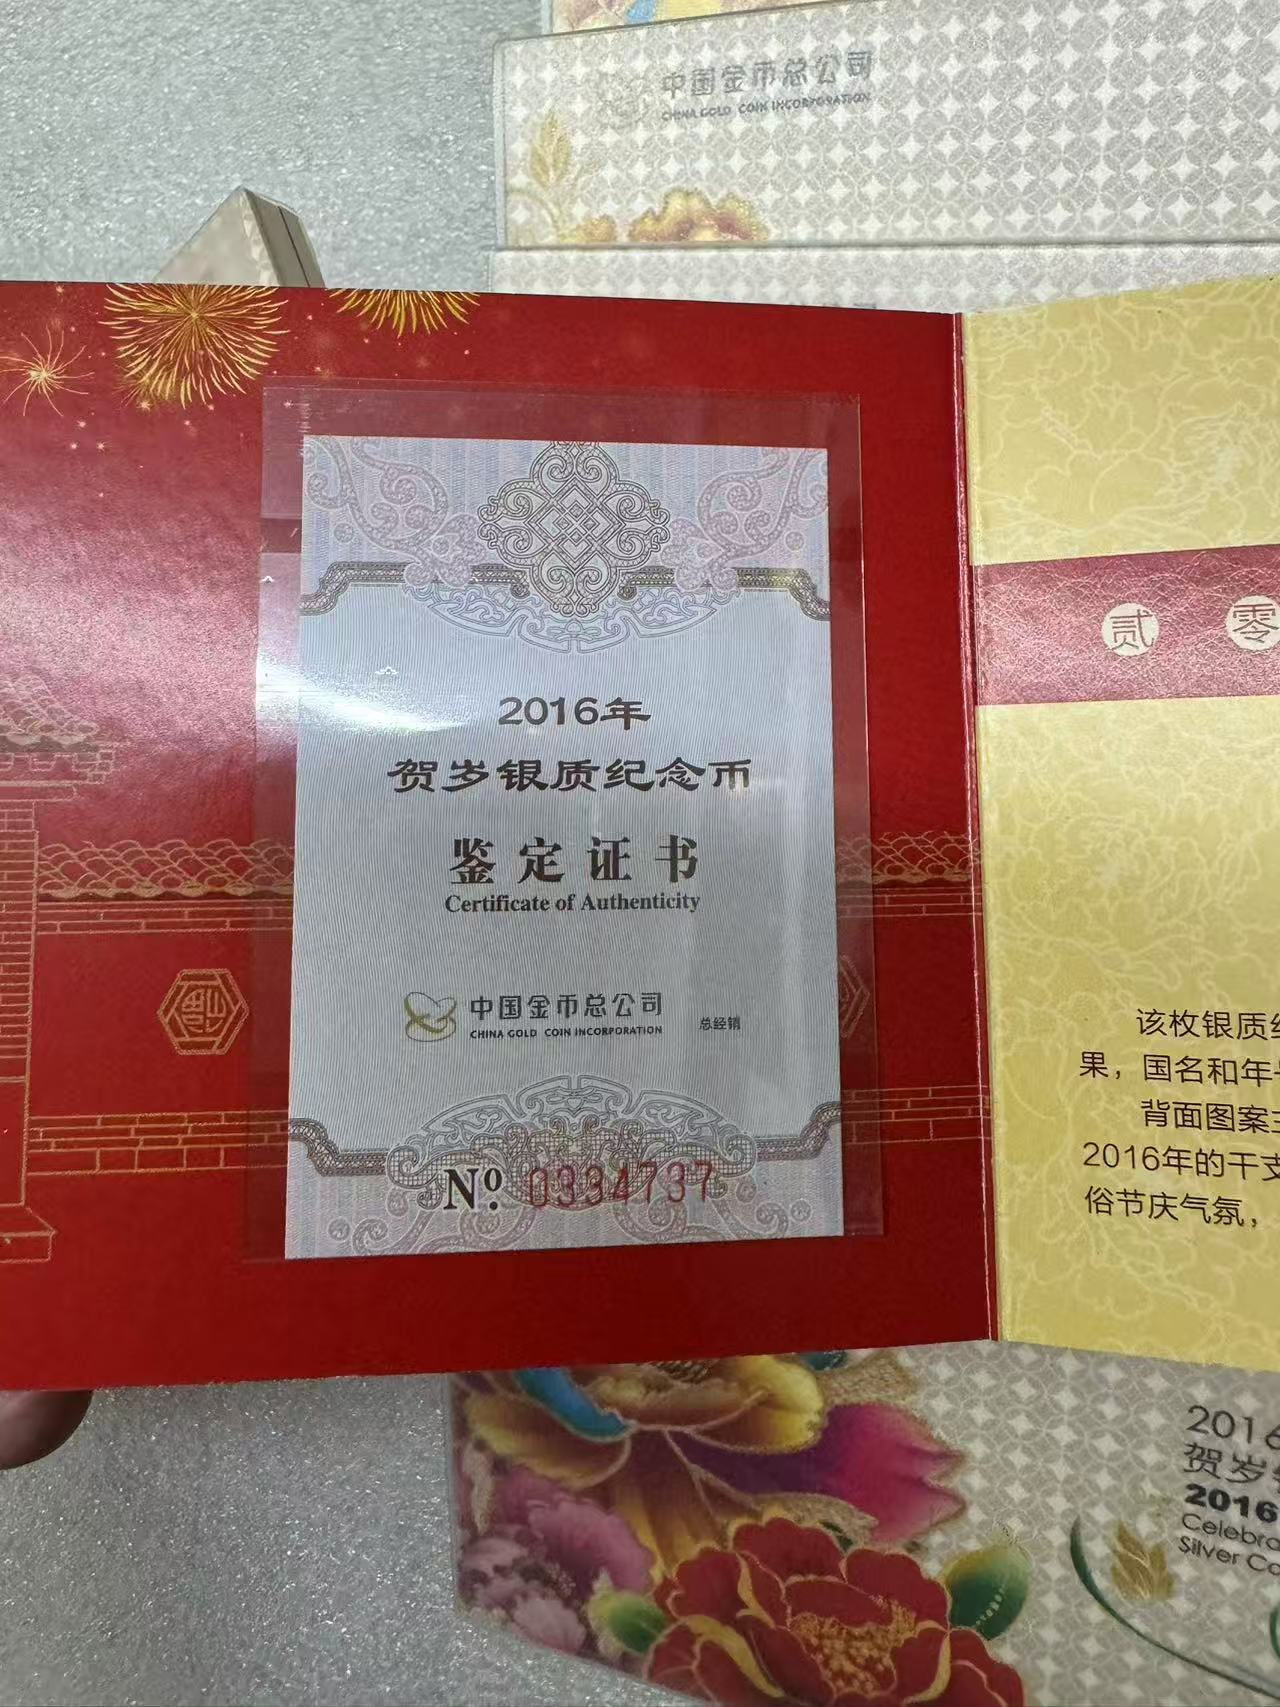 中国金币总公司
CHINA GOLD COIN INCORPORATION
2016年
贺岁银质纪念币
鉴定证书
Certificate of Authenticity
中国金币总公司
CHINA GOLD COIN INCORPORATION
总经销
Nº. 0334737
贰 零
该枚银质
果，国名和年
背面图案
2016年的干支
俗节庆气氛，
2016
贺岁
2016
Celebra
Silver Co